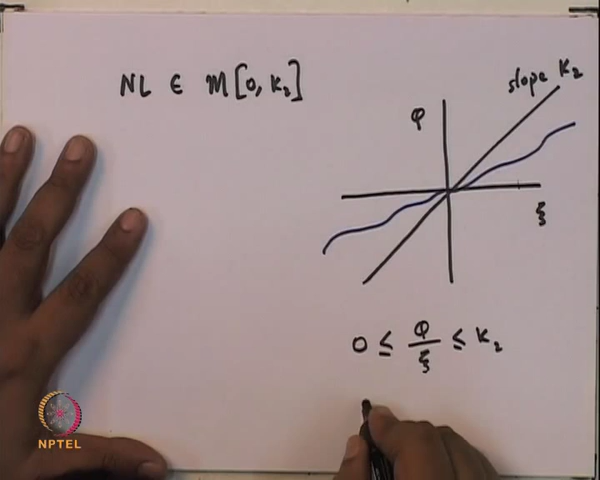 NL ∈ M[0, K₂]
slope K₂
φ
ξ
0 ≤ φ/ξ ≤ K₂
NPTEL